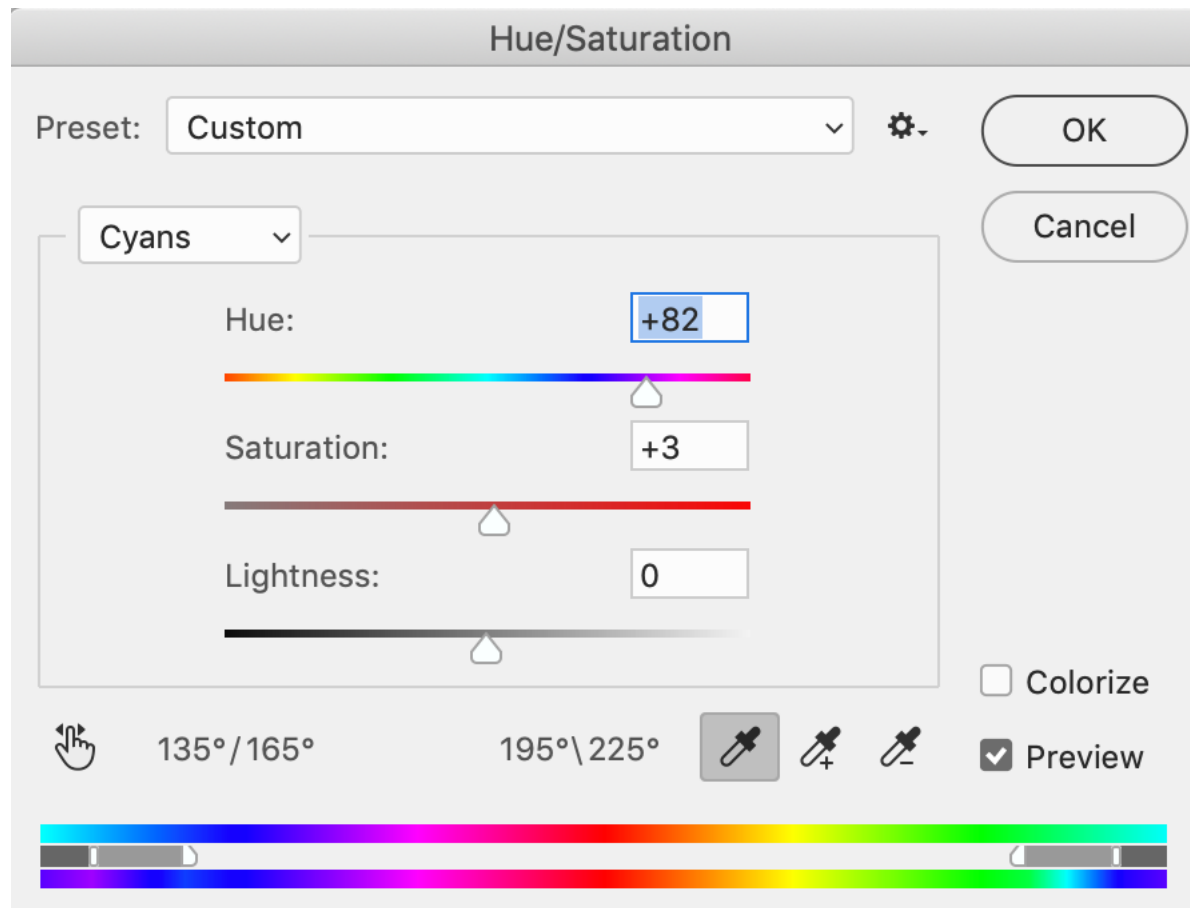 Hue/Saturation
Preset: Custom
OK
Cancel
Cyans
Hue: +82
Saturation: +3
Lightness: 0
Colorize
135°/165° 195°\225°
Preview